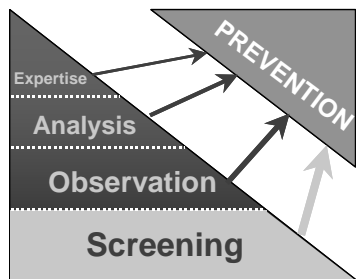 PREVENTION
Expertise
Analysis
Observation
Screening